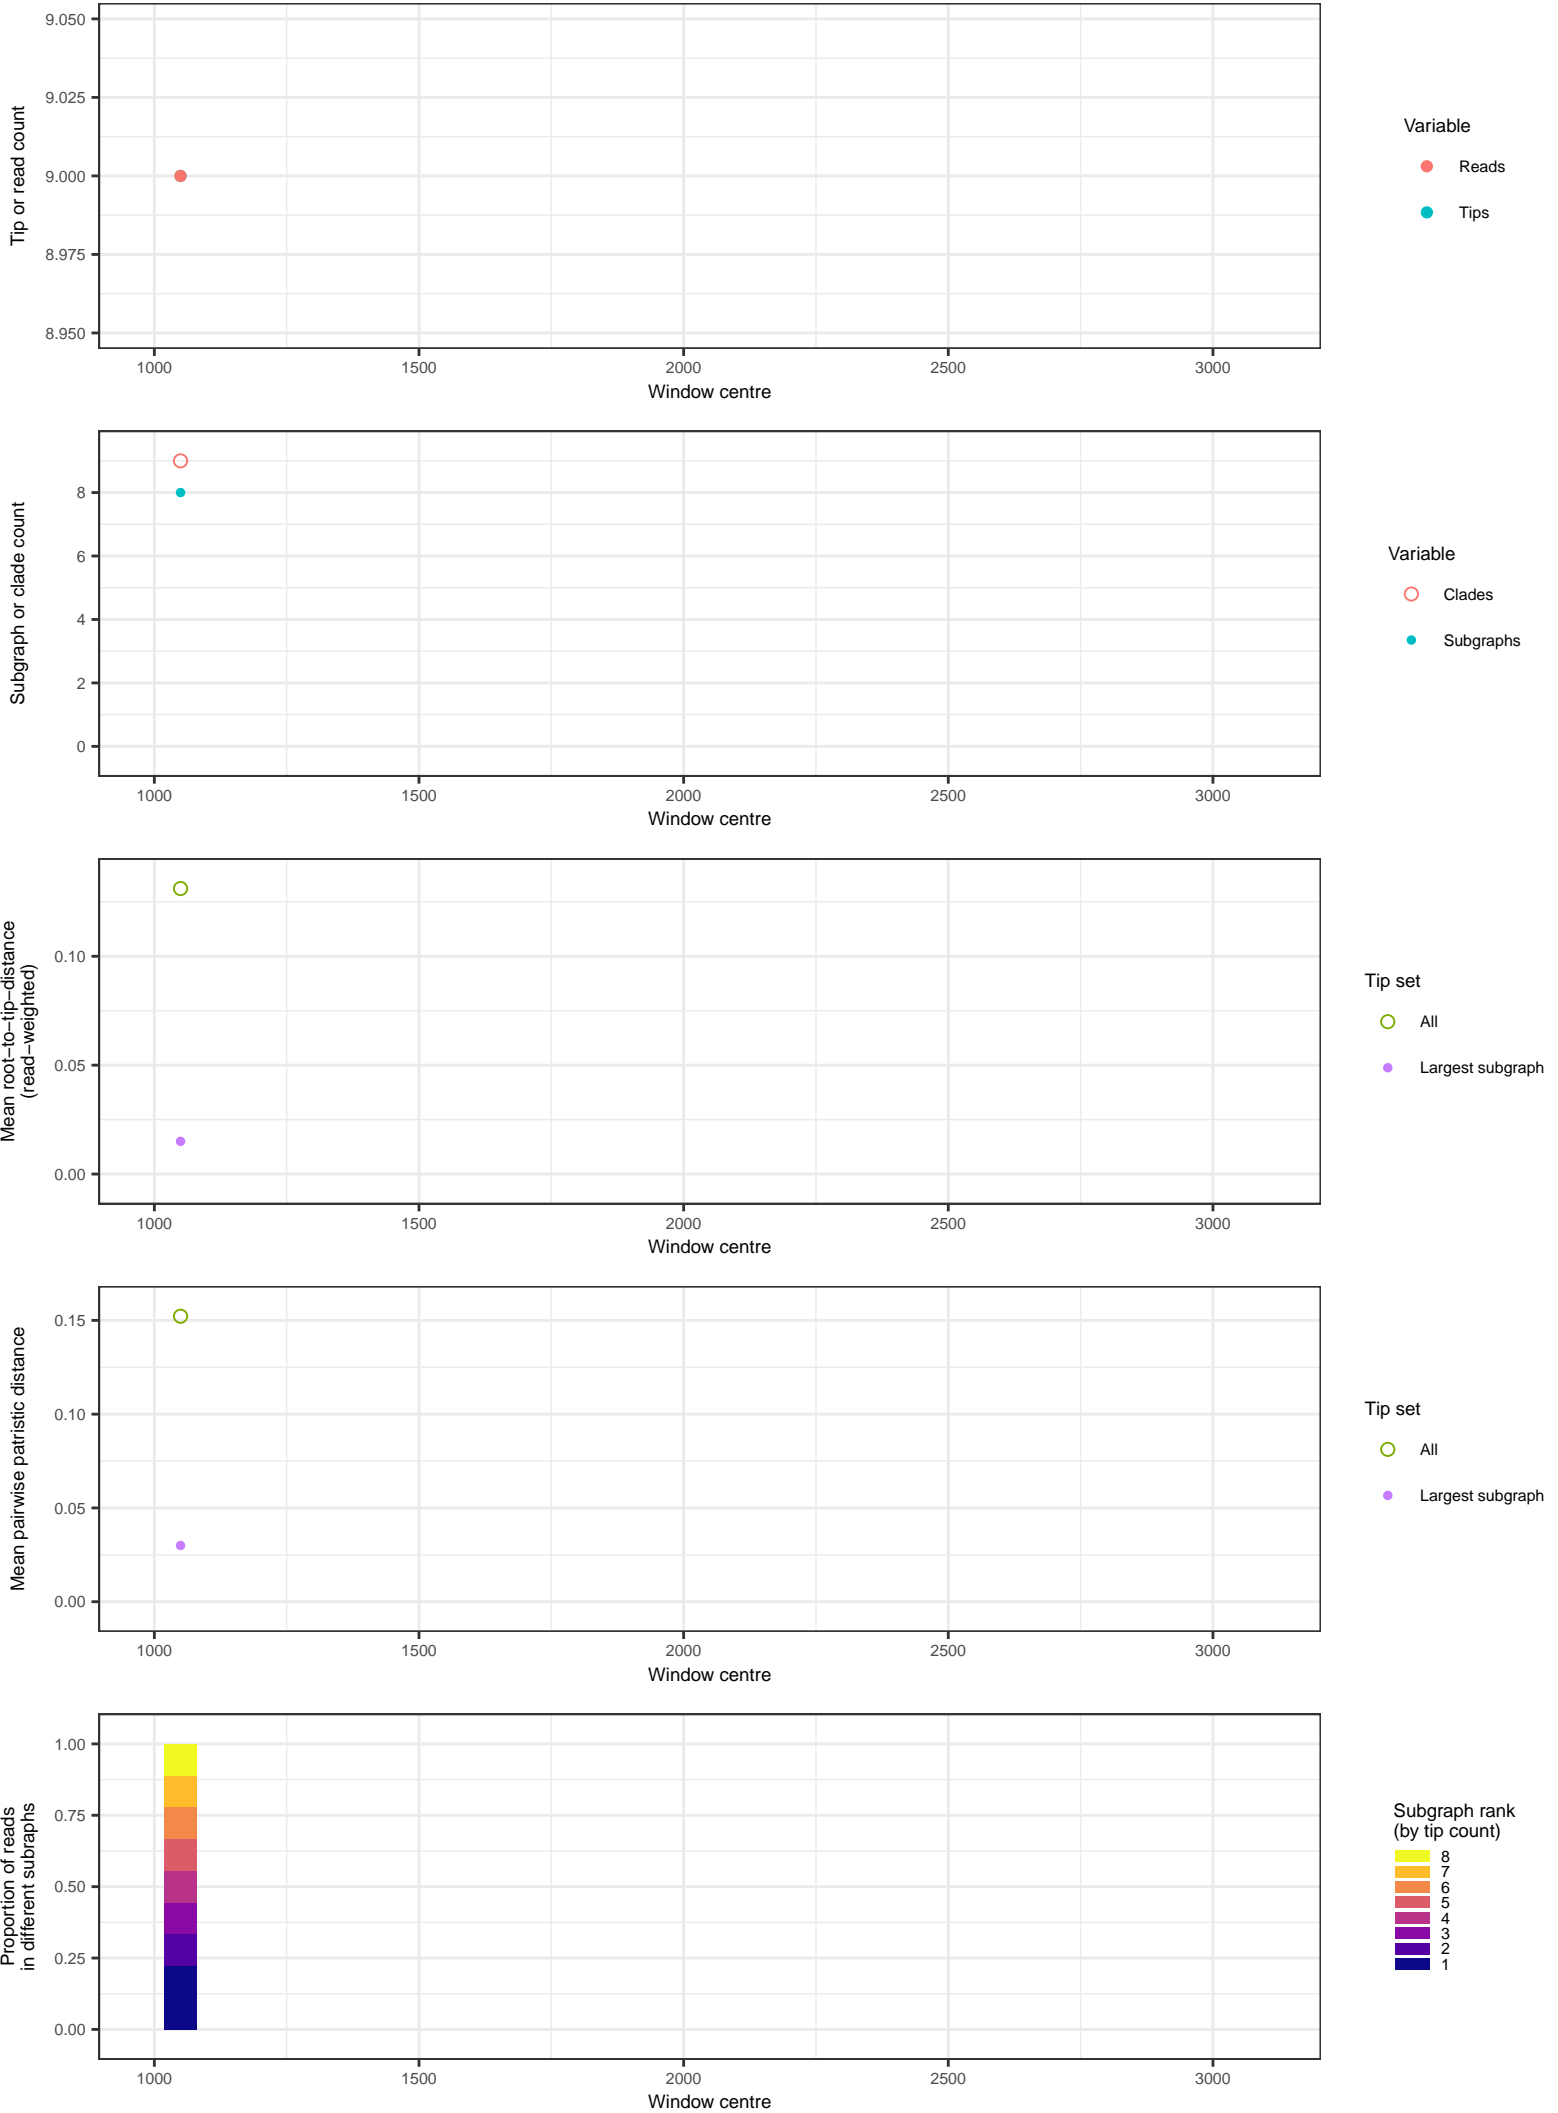 9.050
9.025
9.000
8.975
8.950
Tip or read count
1000 1500 2000 2500 3000
Window centre
Variable
Reads
Tips
8
6
4
2
0
Subgraph or clade count
1000 1500 2000 2500 3000
Window centre
Variable
Clades
Subgraphs
0.10
0.05
0.00
Mean root−to−tip−distance
(read−weighted)
1000 1500 2000 2500 3000
Window centre
Tip set
All
Largest subgraph
0.15
0.10
0.05
0.00
Mean pairwise patristic distance
1000 1500 2000 2500 3000
Window centre
Tip set
All
Largest subgraph
1.00
0.75
0.50
0.25
0.00
Proportion of reads
in different subraphs
1000 1500 2000 2500 3000
Window centre
Subgraph rank
(by tip count)
8
7
6
5
4
3
2
1